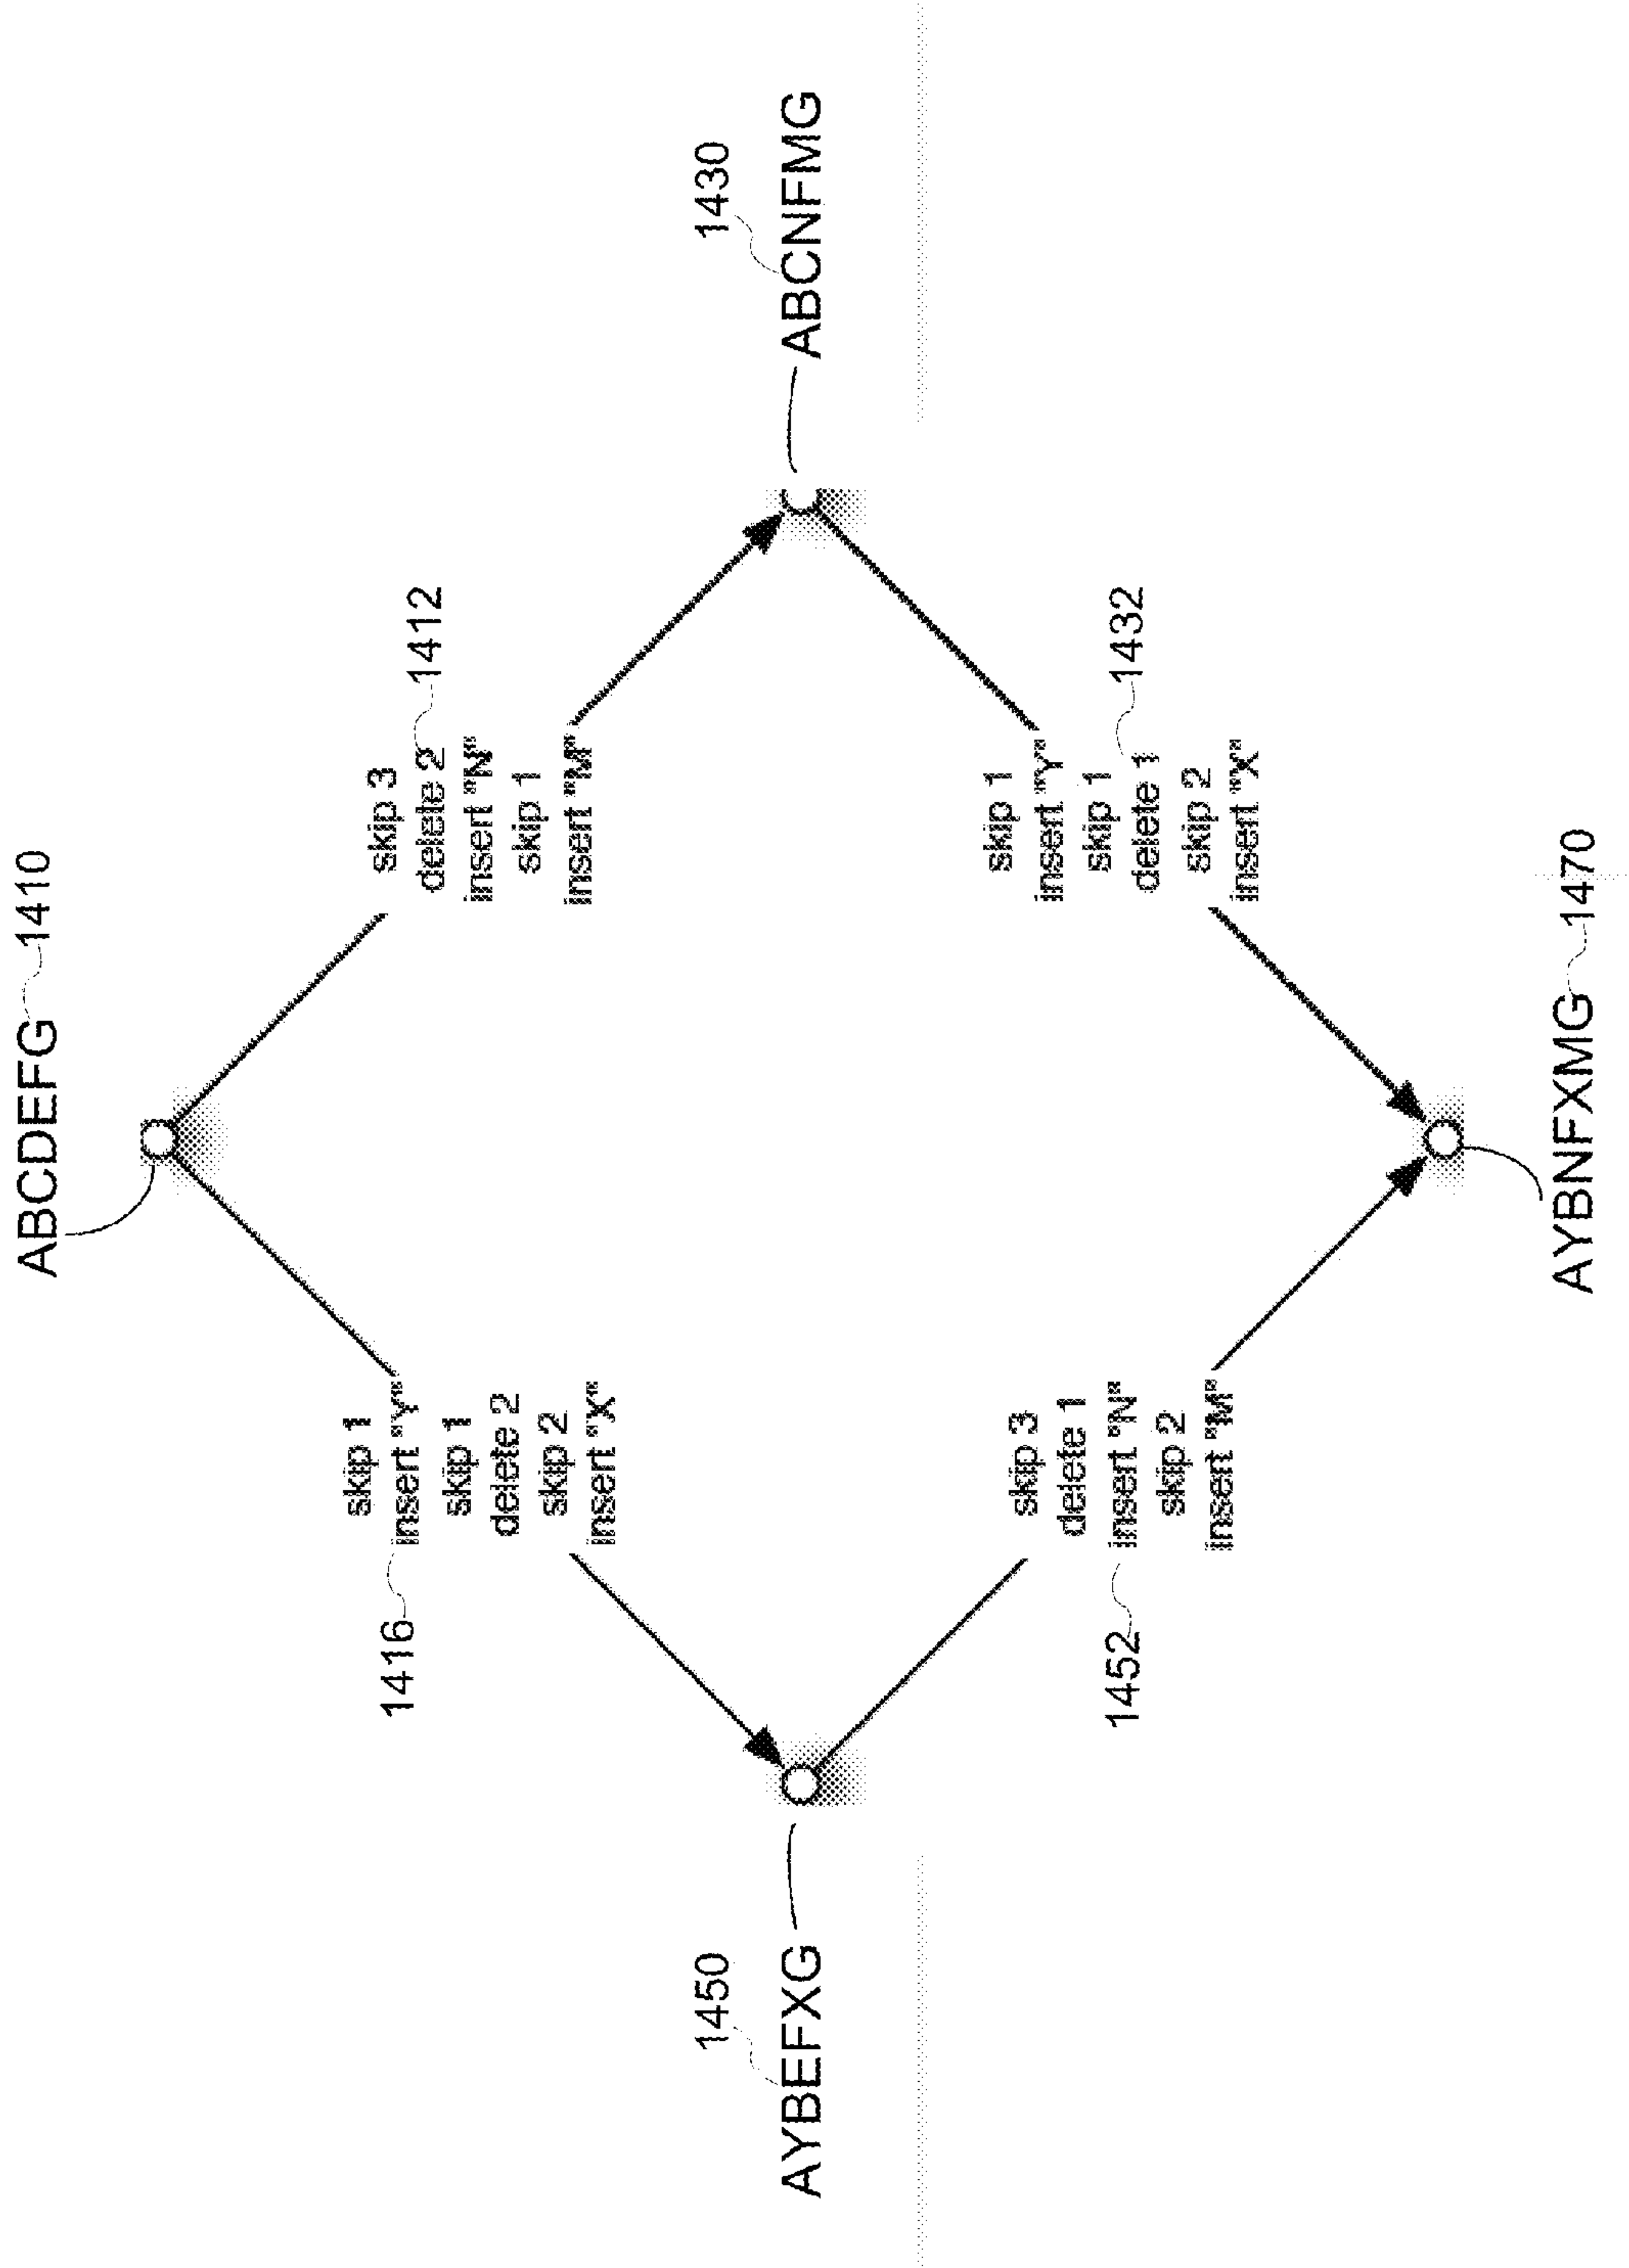 ABCDEFG 1410
skip 1
insert "Y"
skip 1
delete 2
skip 2
insert "X"
1416
skip 3
delete 2
insert "N"
skip 1
insert "M"
1412
1450
AYBEFXG
1430
ABCNFMG
skip 3
delete 1
insert "N"
skip 2
insert "M"
1452
skip 1
insert "Y"
skip 1
delete 1
skip 2
insert "X"
1432
AYBNFXMG 1470